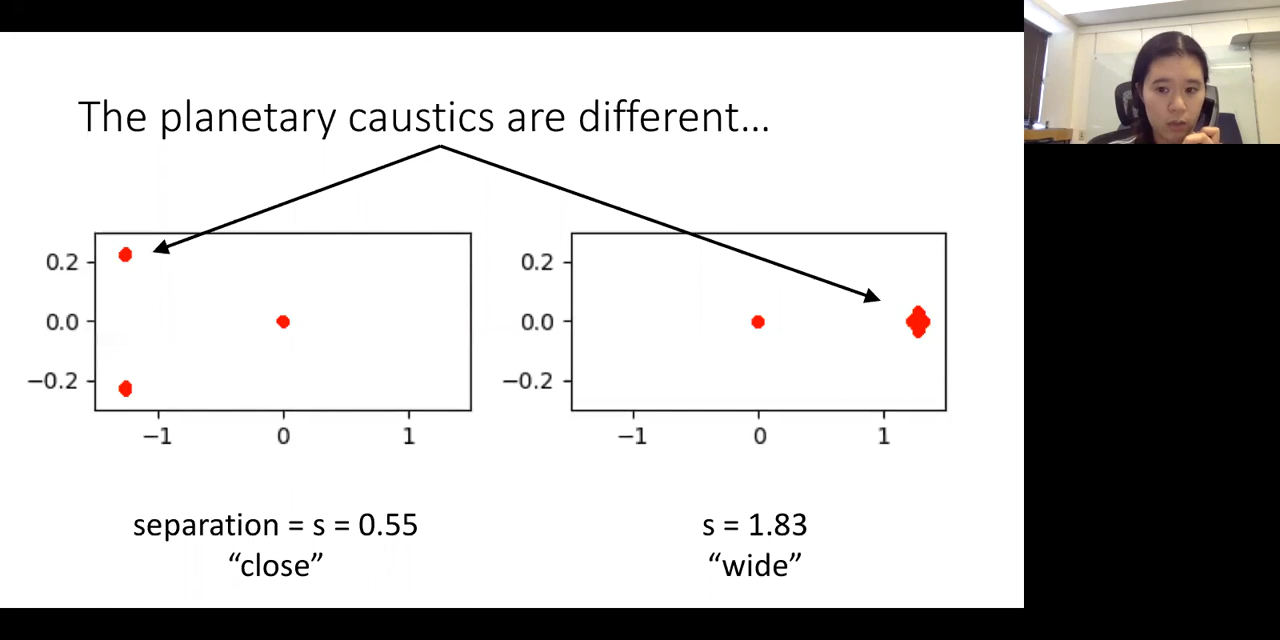 The planetary caustics are different…
0.2
0.0
−0.2
−1
0
1
0.2
0.0
−0.2
−1
0
1
separation = s = 0.55
“close”
s = 1.83
“wide”